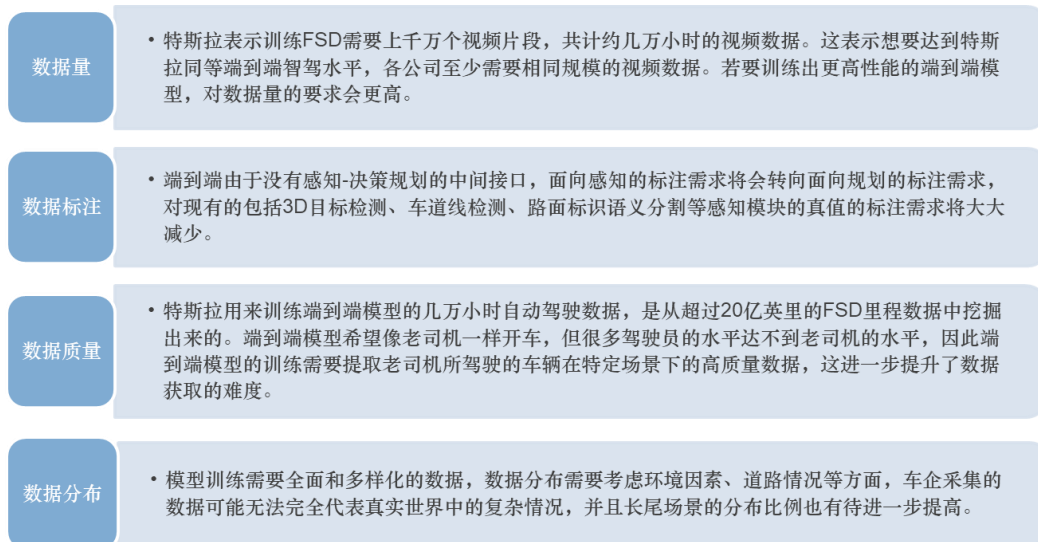 数据量
• 特斯拉表示训练FSD需要上千万个视频片段，共计约几万小时的视频数据。这表示想要达到特斯
拉同等端到端智驾水平，各公司至少需要相同规模的视频数据。若要训练出更高性能的端到端模
型，对数据量的要求会更高。
数据标注
• 端到端由于没有感知-决策规划的中间接口，面向感知的标注需求将会转向面向规划的标注需求，
对现有的包括3D目标检测、车道线检测、路面标识语义分割等感知模块的真值的标注需求将大大
减少。
数据质量
• 特斯拉用来训练端到端模型的几万小时自动驾驶数据，是从超过20亿英里的FSD里程数据中挖掘
出来的。端到端模型希望像老司机一样开车，但很多驾驶员的水平达不到老司机的水平，因此端
到端模型的训练需要提取老司机所驾驶的车辆在特定场景下的高质量数据，这进一步提升了数据
获取的难度。
数据分布
• 模型训练需要全面和多样化的数据，数据分布需要考虑环境因素、道路情况等方面，车企采集的
数据可能无法完全代表真实世界中的复杂情况，并且长尾场景的分布比例也有待进一步提高。